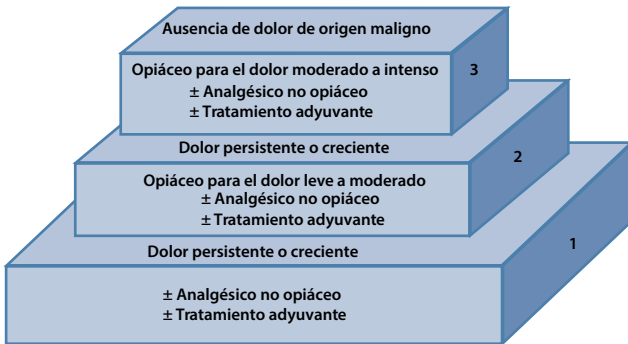 Ausencia de dolor de origen maligno
Opiáceo para el dolor moderado a intenso
± Analgésico no opiáceo
± Tratamiento adyuvante
3
Dolor persistente o creciente
Opiáceo para el dolor leve a moderado
± Analgésico no opiáceo
± Tratamiento adyuvante
2
Dolor persistente o creciente
± Analgésico no opiáceo
± Tratamiento adyuvante
1